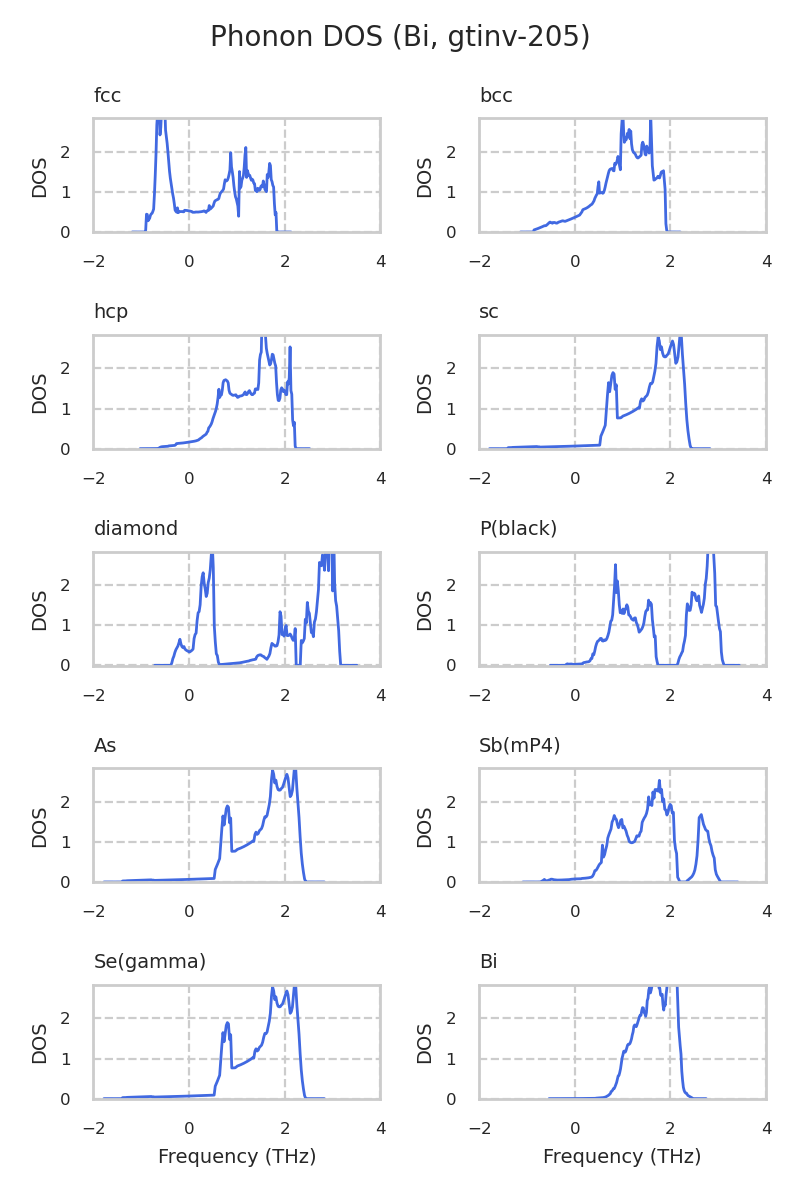 Phonon DOS (Bi, gtinv-205)
fcc
bcc
DOS
2
1
0
−2 0 2 4
DOS
2
1
0
−2 0 2 4
hcp
sc
DOS
2
1
0
−2 0 2 4
DOS
2
1
0
−2 0 2 4
diamond
P(black)
DOS
2
1
0
−2 0 2 4
DOS
2
1
0
−2 0 2 4
As
Sb(mP4)
DOS
2
1
0
−2 0 2 4
DOS
2
1
0
−2 0 2 4
Se(gamma)
Bi
DOS
2
1
0
−2 0 2 4
Frequency (THz)
DOS
2
1
0
−2 0 2 4
Frequency (THz)